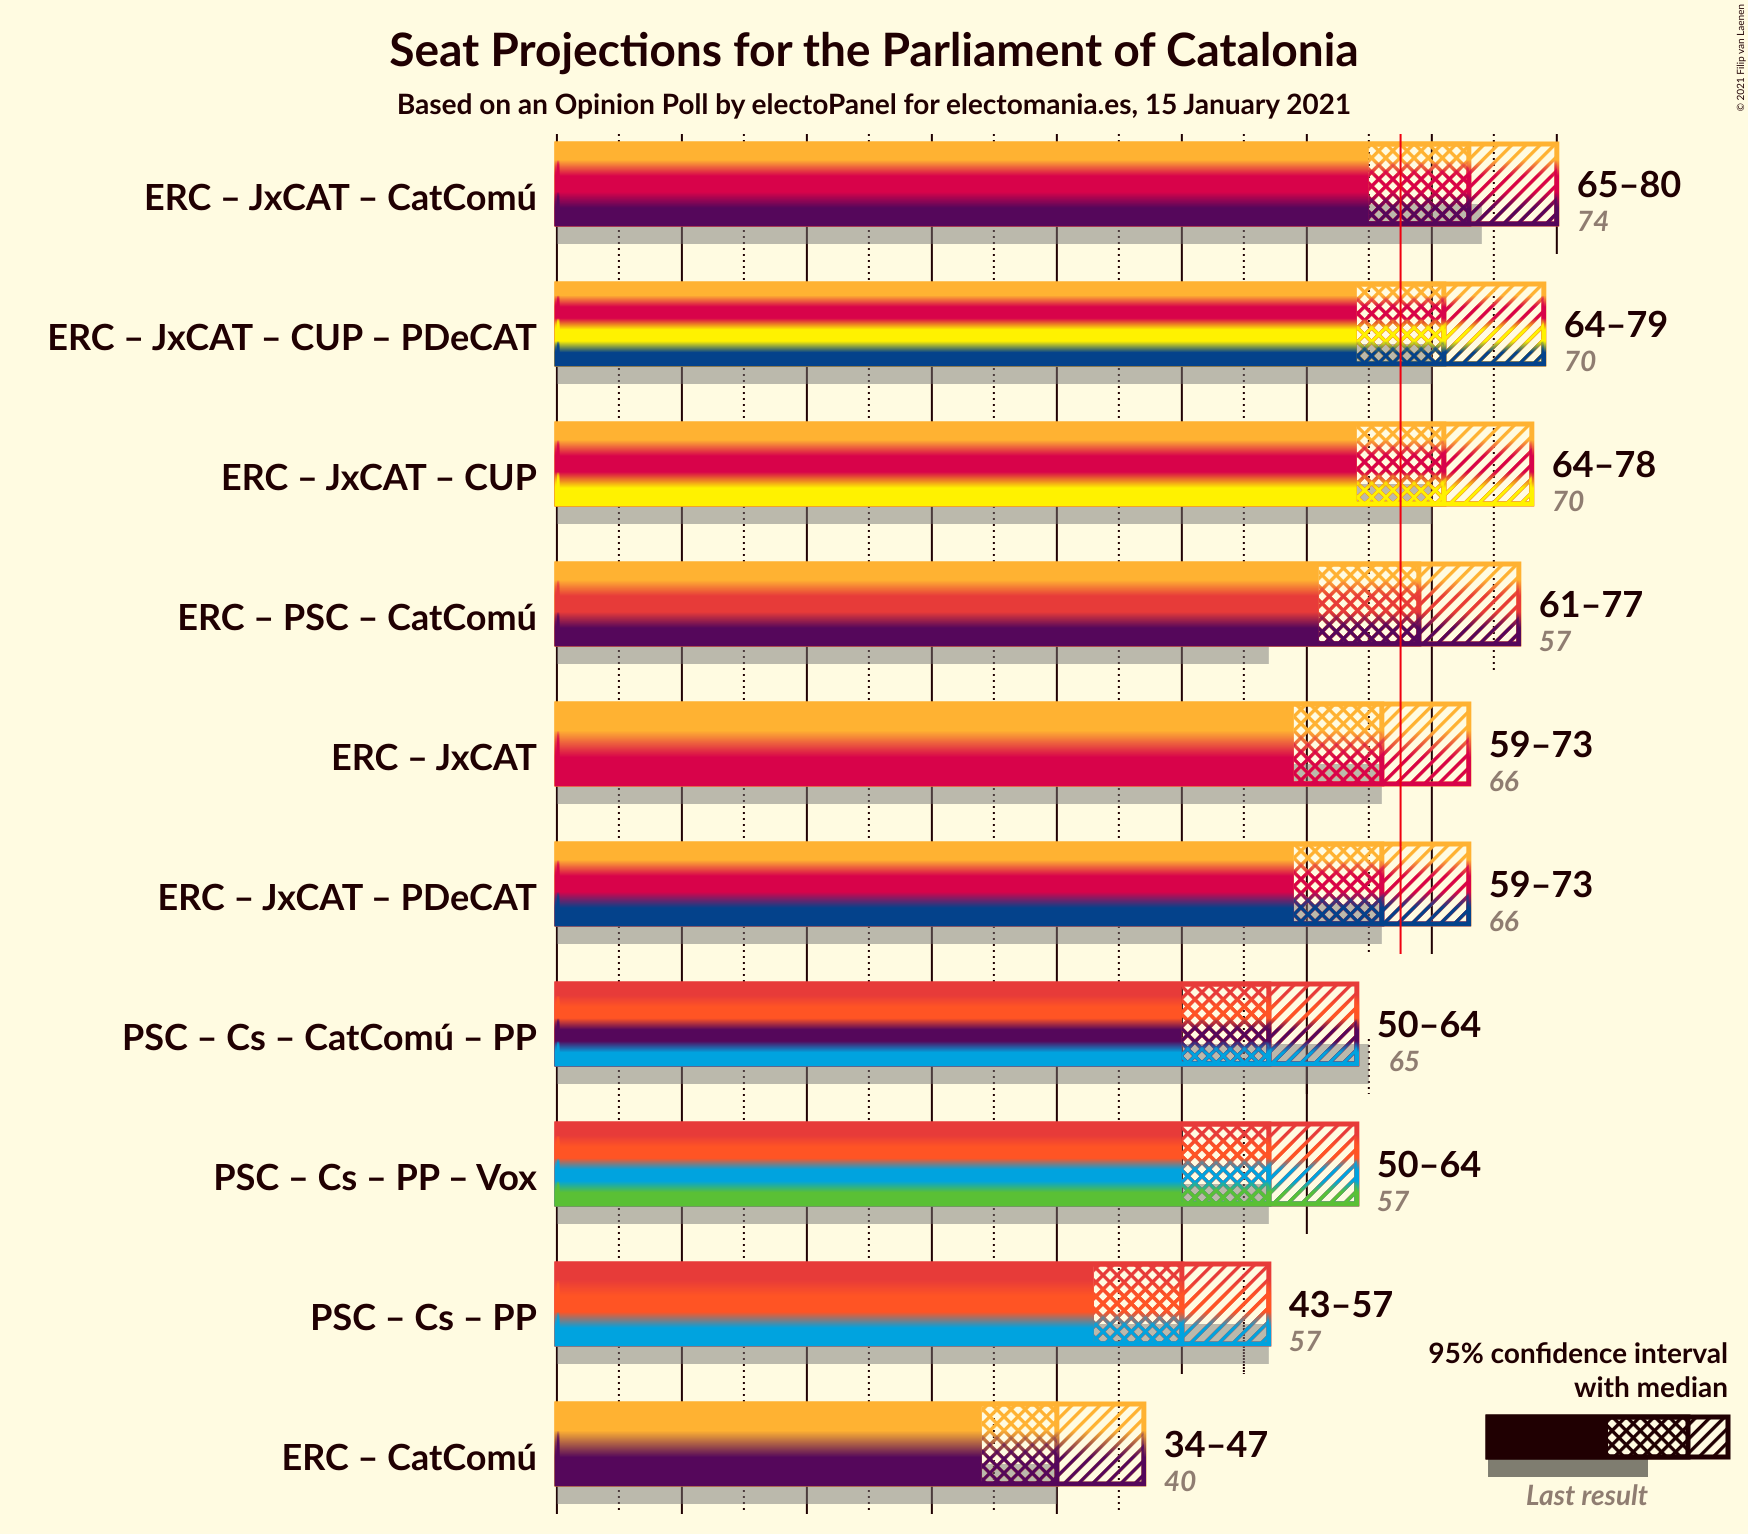 Seat Projections for the Parliament of Catalonia
Based on an Opinion Poll by electoPanel for electomania.es, 15 January 2021
© 2021 Filip van Laenen
ERC – JxCAT – CatComú
65–80
74
ERC – JxCAT – CUP – PDeCAT
64–79
70
ERC – JxCAT – CUP
64–78
70
ERC – PSC – CatComú
61–77
57
ERC – JxCAT
59–73
66
ERC – JxCAT – PDeCAT
59–73
66
PSC – Cs – CatComú – PP
50–64
65
PSC – Cs – PP – Vox
50–64
57
PSC – Cs – PP
43–57
57
ERC – CatComú
34–47
40
95% confidence interval
with median
Last result